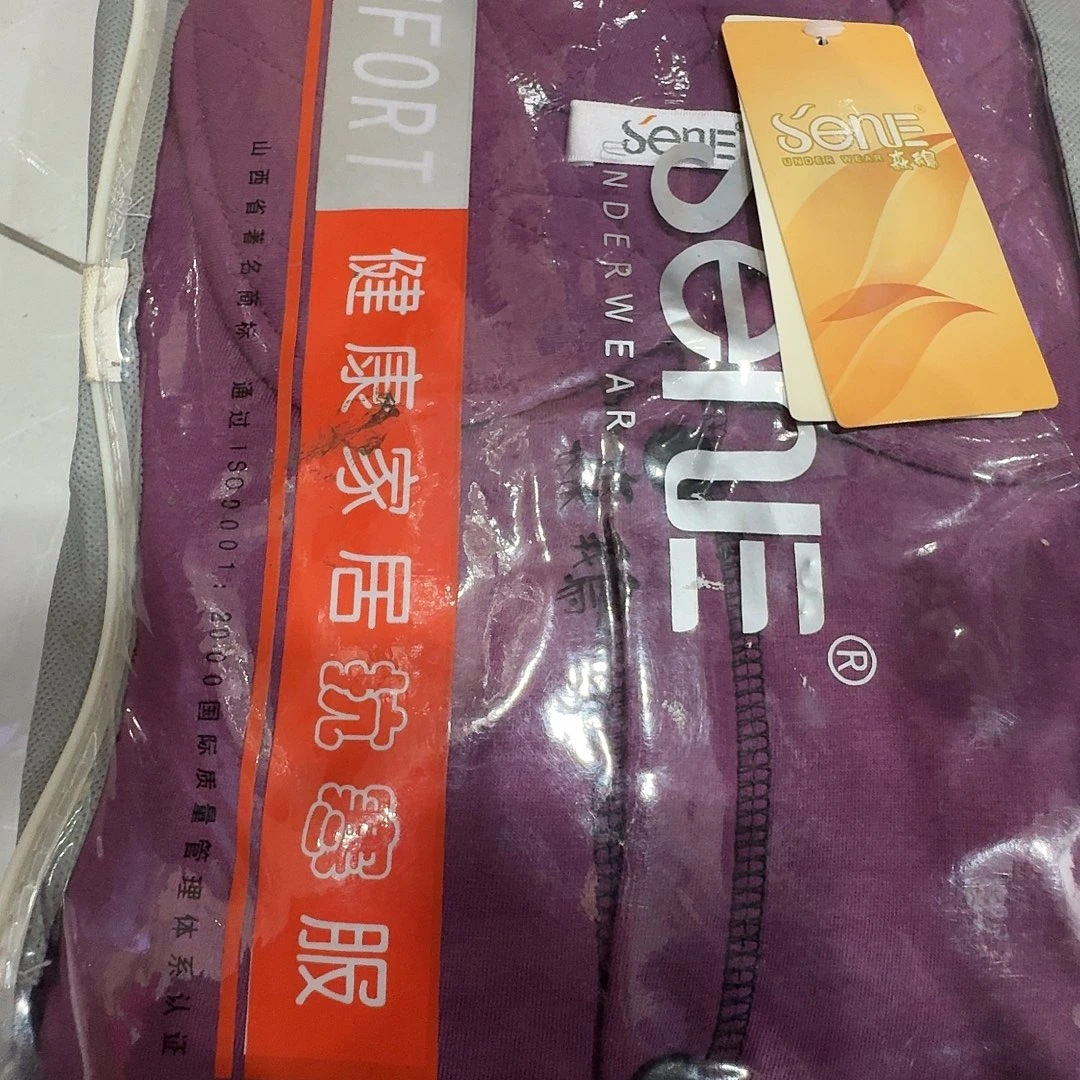 IFORT
健康家居抗寒服
山西省著名商标 通过ISO9001:2000国际质量管理体系认证
SenE
UNDERWEAR
SenE®
SenE®
UNDER WEAR